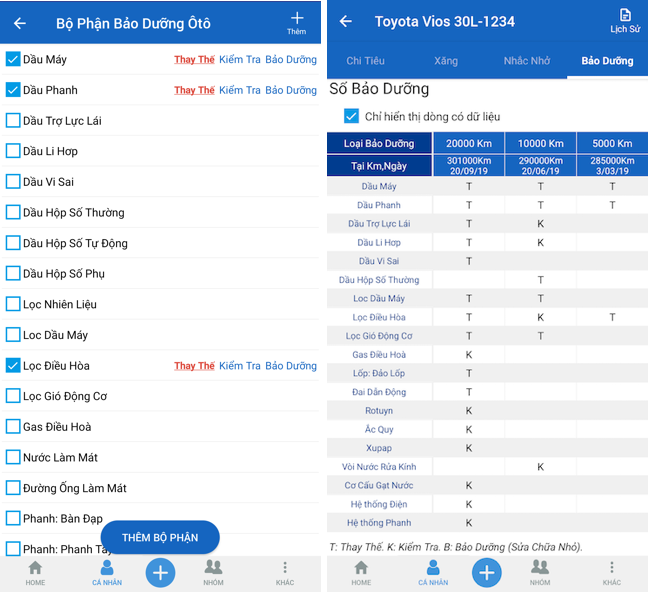 Bộ Phận Bảo Dưỡng Ôtô
Thêm
Dầu Máy Thay Thế Kiểm Tra Bảo Dưỡng
Dầu Phanh Thay Thế Kiểm Tra Bảo Dưỡng
Dầu Trợ Lực Lái
Dầu Li Hơp
Dầu Vi Sai
Dầu Hộp Số Thường
Dầu Hộp Số Tự Động
Dầu Hộp Số Phụ
Lọc Nhiên Liệu
Loc Dầu Máy
Lọc Điều Hòa Thay Thế Kiểm Tra Bảo Dưỡng
Lọc Gió Động Cơ
Gas Điều Hoà
Nước Làm Mát
Đường Ống Làm Mát
Phanh: Bàn Đạp
Phanh: Phanh Tay
THÊM BỘ PHẬN
HOME CÁ NHÂN NHÓM KHÁC
Toyota Vios 30L-1234
Lịch Sử
Chi Tiêu Xăng Nhắc Nhở Bảo Dưỡng
Sổ Bảo Dưỡng
Chỉ hiển thị dòng có dữ liệu
Loại Bảo Dưỡng 20000 Km 10000 Km 5000 Km
Tại Km,Ngày 301000Km 290000Km 285000Km
20/09/19 20/06/19 3/03/19
Dầu Máy T T T
Dầu Phanh T T T
Dầu Trợ Lực Lái T K
Dầu Li Hơp T K
Dầu Vi Sai T
Dầu Hộp Số Thường T
Loc Dầu Máy T T
Lọc Điều Hòa T K T
Lọc Gió Động Cơ T T
Gas Điều Hoà K
Lốp: Đảo Lốp T
Đai Dẫn Động T
Rotuyn K
Ắc Quy K
Xupap K
Vòi Nước Rửa Kính K
Cơ Cấu Gạt Nước K
Hệ thống Điện K
Hệ thống Phanh K
T: Thay Thế. K: Kiểm Tra. B: Bảo Dưỡng (Sửa Chữa Nhỏ).
HOME CÁ NHÂN NHÓM KHÁC